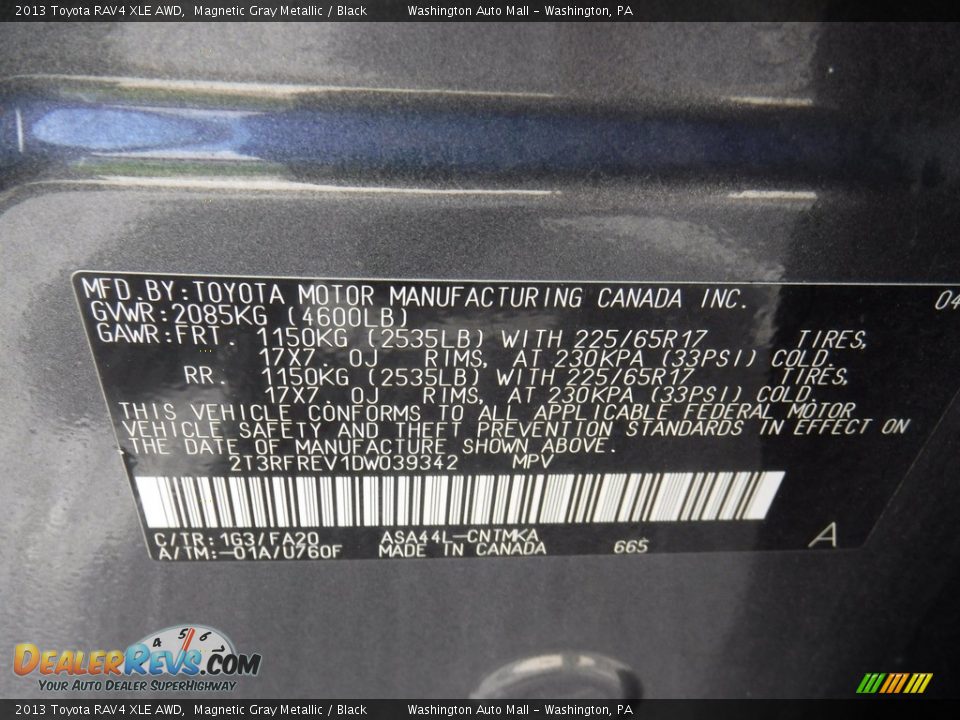 2013 Toyota RAV4 XLE AWD, Magnetic Gray Metallic / Black Washington Auto Mall - Washington, PA
MFD.BY:TOYOTA MOTOR MANUFACTURING CANADA INC. 04
GVWR:2085KG (4600LB)
GAWR:FRT. 1150KG (2535LB) WITH 225/65R17 TIRES,
17X7. 0J RIMS, AT 230KPA (33PSI) COLD.
RR. 1150KG (2535LB) WITH 225/65R17 TIRES,
17X7. 0J RIMS, AT 230KPA (33PSI) COLD.
THIS VEHICLE CONFORMS TO ALL APPLICABLE FEDERAL MOTOR
VEHICLE SAFETY AND THEFT PREVENTION STANDARDS IN EFFECT ON
THE DATE OF MANUFACTURE SHOWN ABOVE.
2T3RFREV1DW039342 MPV
C/TR:1G3/FA20 ASA44L-CNTMKA
A/TM:-01A/0760F MADE IN CANADA 665 A
4 5 6
DEALERREVS.COM
YOUR AUTO DEALER SUPERHIGHWAY
2013 Toyota RAV4 XLE AWD, Magnetic Gray Metallic / Black Washington Auto Mall - Washington, PA